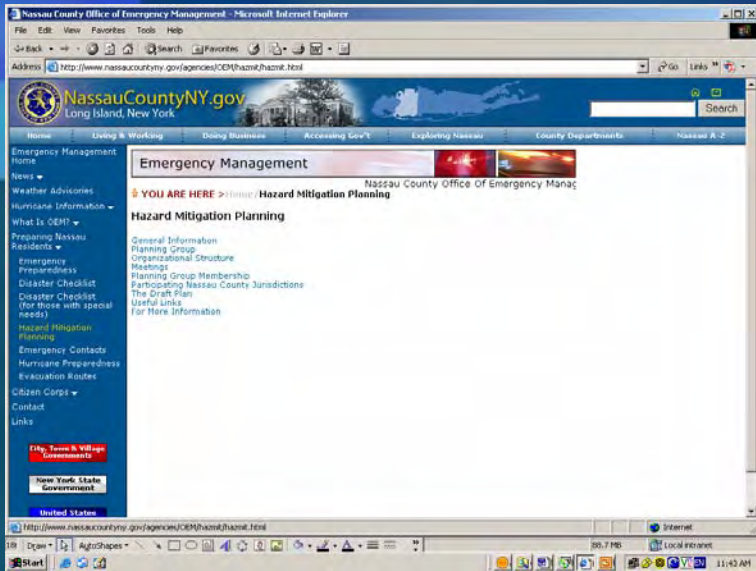 Nassau County Office of Emergency Management - Microsoft Internet Explorer
File Edit View Favorites Tools Help
Back Search Favorites
Address http://www.nassaucountyny.gov/agencies/OEM/hazmit/hazmit.html Go Links »
NassauCountyNY.gov
Long Island, New York
Search
Home Living & Working Doing Business Accessing Gov't Exploring Nassau County Departments Nassau A-Z
Emergency Management Home
News
Weather Advisories
Hurricane Information
What Is OEM?
Preparing Nassau Residents
Emergency Preparedness
Disaster Checklist
Disaster Checklist (for those with special needs)
Hazard Mitigation Planning
Emergency Contacts
Hurricane Preparedness
Evacuation Routes
Citizen Corps
Contact
Links
City, Town & Village Governments
New York State Government
United States
Emergency Management
Nassau County Office Of Emergency Manag
YOU ARE HERE > Home / Hazard Mitigation Planning
Hazard Mitigation Planning
General Information
Planning Group
Organizational Structure
Meetings
Planning Group Membership
Participating Nassau County Jurisdictions
The Draft Plan
Useful Links
For More Information
http://www.nassaucountyny.gov/agencies/OEM/hazmit/hazmit.html Internet
Draw AutoShapes 88.7 MB Local intranet
Start EN 11:43 AM